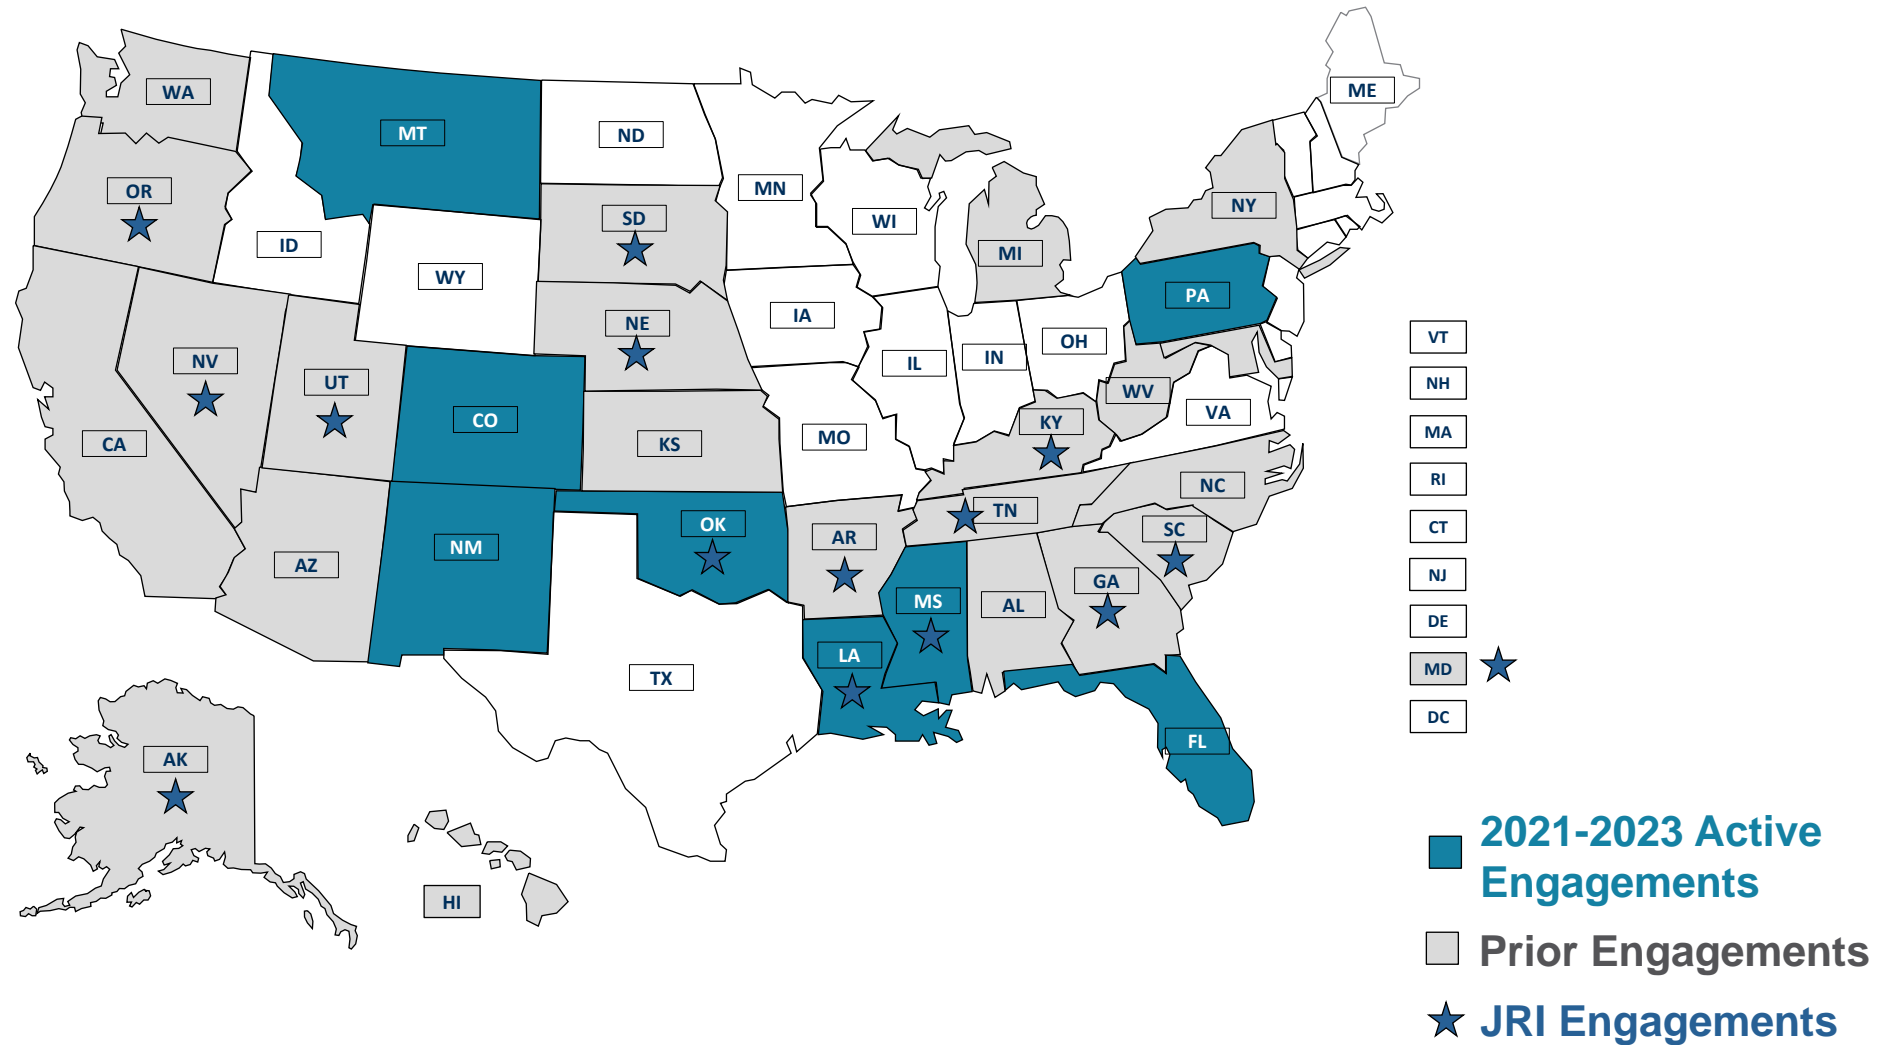 ME
WA
MT
ND
MN
OR
SD
NY
WI
ID
MI
WY
PA
IA
NE
VT
OH
IN
NV
IL
UT
NH
WV
VA
CO
KY
MA
CA
KS
MO
RI
NC
TN
OK
CT
SC
AR
NM
AZ
NJ
GA
MS
AL
DE
LA
MD
TX
DC
FL
AK
2021-2023 Active
Engagements
HI
Prior Engagements
JRI Engagements